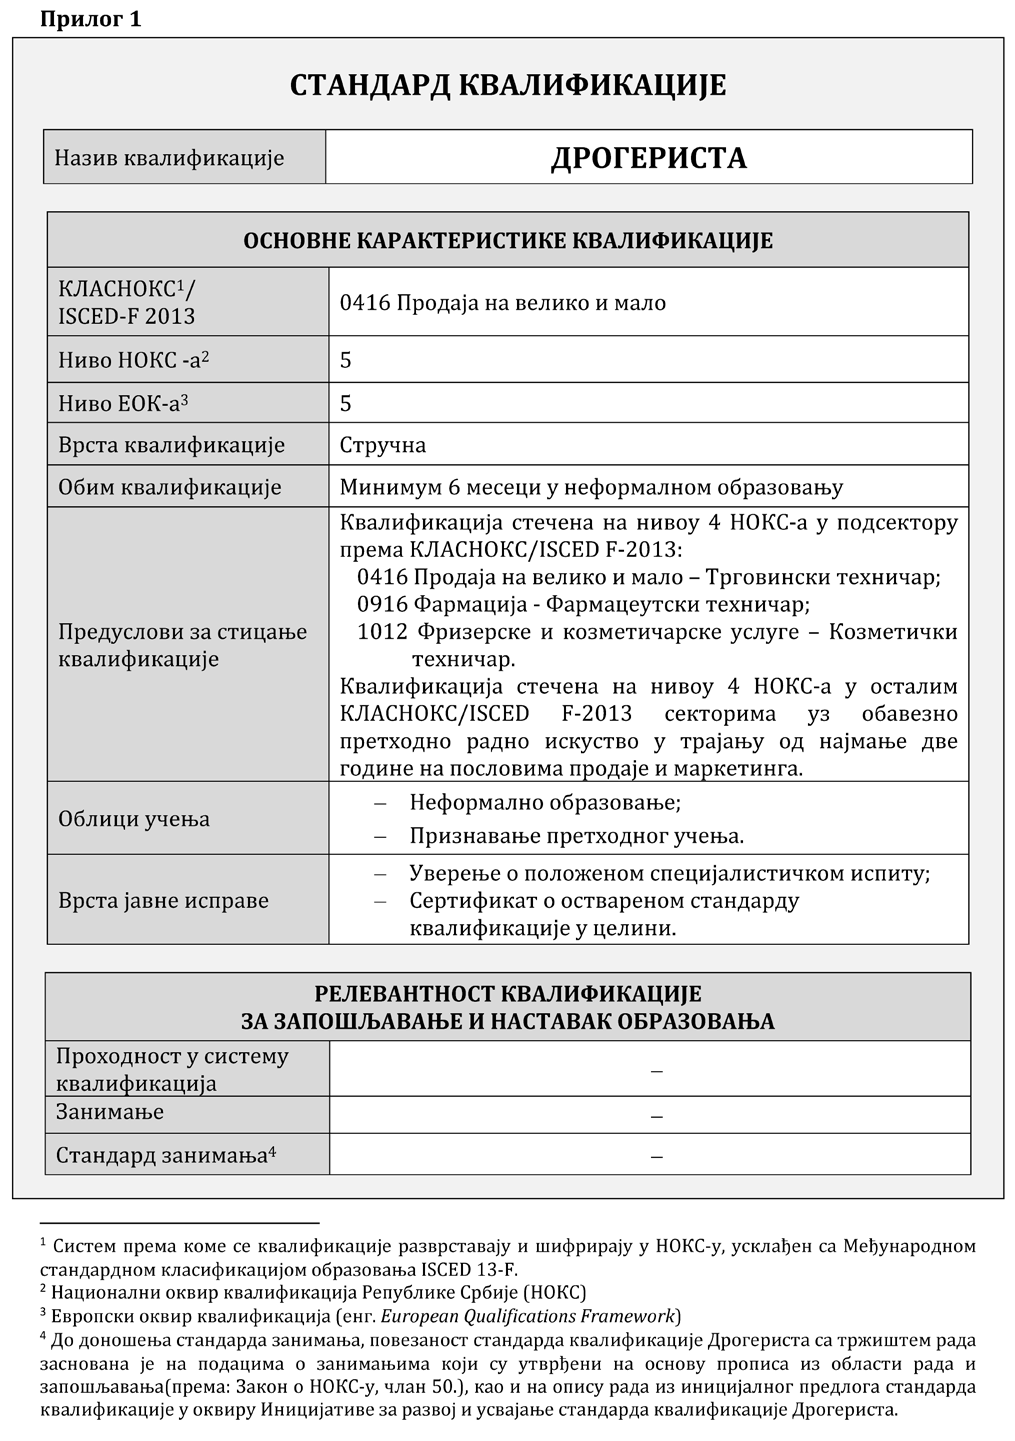 Прилог 1
СТАНДАРД КВАЛИФИКАЦИЈЕ
Назив квалификације
ДРОГЕРИСТА
ОСНОВНЕ КАРАКТЕРИСТИКЕ КВАЛИФИКАЦИЈЕ
КЛАСНОКС¹/
ISCED-F 2013
0416 Продаја на велико и мало
Ниво НОКС -а²
5
Ниво ЕОК-а³
5
Врста квалификације
Стручна
Обим квалификације
Минимум 6 месеци у неформалном образовању
Предуслови за стицање
квалификације
Квалификација стечена на нивоу 4 НОКС-а у подсектору
према КЛАСНОКС/ISCED F-2013:
0416 Продаја на велико и мало – Трговински техничар;
0916 Фармација - Фармацеутски техничар;
1012 Фризерске и козметичарске услуге – Козметички
техничар.
Квалификација стечена на нивоу 4 НОКС-а у осталим
КЛАСНОКС/ISCED F-2013 секторима уз обавезно
претходно радно искуство у трајању од најмање две
године на пословима продаје и маркетинга.
Облици учења
– Неформално образовање;
– Признавање претходног учења.
Врста јавне исправе
– Уверење о положеном специјалистичком испиту;
– Сертификат о оствареном стандарду
квалификације у целини.
РЕЛЕВАНТНОСТ КВАЛИФИКАЦИЈЕ
ЗА ЗАПОШЉАВАЊЕ И НАСТАВАК ОБРАЗОВАЊА
Проходност у систему
квалификација
–
Занимање
–
Стандард занимања⁴
–
¹ Систем према коме се квалификације разврставају и шифрирају у НОКС-у, усклађен са Међународном
стандардном класификацијом образовања ISCED 13-F.
² Национални оквир квалификација Републике Србије (НОКС)
³ Европски оквир квалификација (енг. European Qualifications Framework)
⁴ До доношења стандарда занимања, повезаност стандарда квалификације Дрогериста са тржиштем рада
заснована је на подацима о занимањима који су утврђени на основу прописа из области рада и
запошљавања(према: Закон о НОКС-у, члан 50.), као и на опису рада из иницијалног предлога стандарда
квалификације у оквиру Иницијативе за развој и усвајање стандарда квалификације Дрогериста.